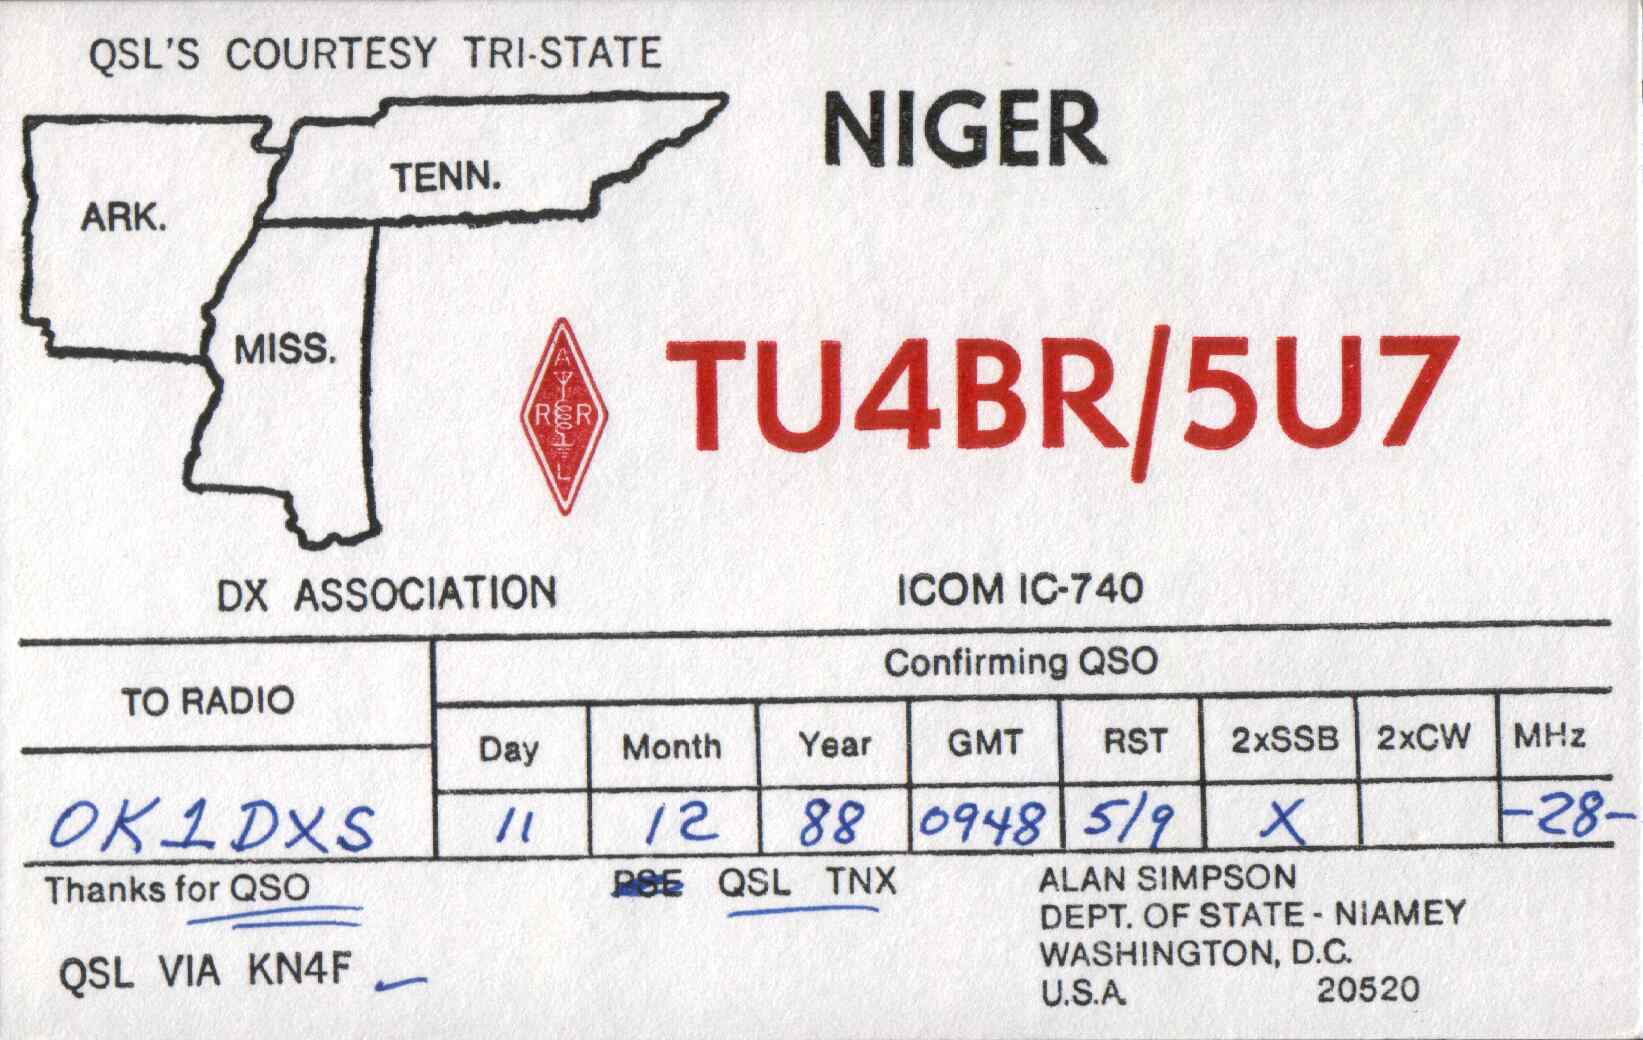 QSL'S COURTESY TRI-STATE
NIGER
TENN.
ARK.
MISS.
A
R R
L
TU4BR/5U7
DX ASSOCIATION
ICOM IC-740
TO RADIO
Confirming QSO
Day Month Year GMT RST 2xSSB 2xCW MHz
OK1DXS 11 12 88 0948 5/9 X -28-
Thanks for QSO
PSE QSL TNX
QSL VIA KN4F
ALAN SIMPSON
DEPT. OF STATE - NIAMEY
WASHINGTON, D.C.
U.S.A. 20520